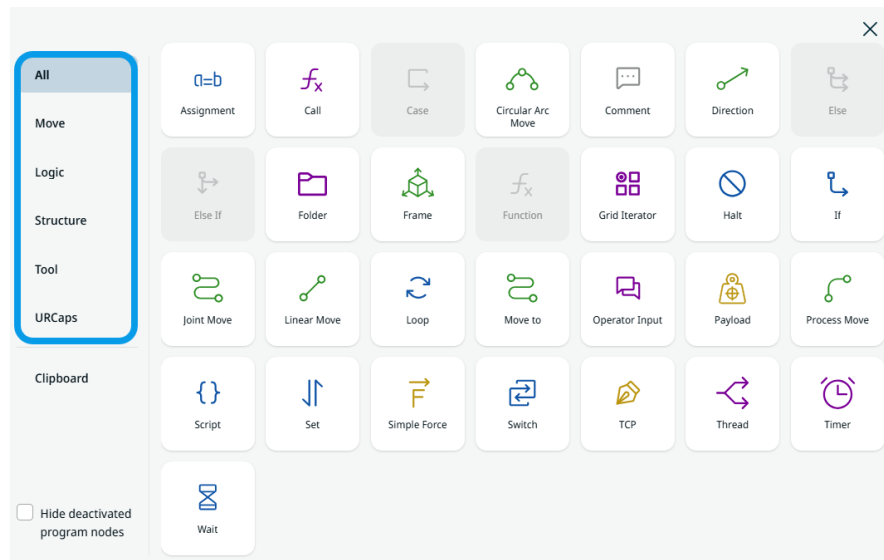 All
Move
Logic
Structure
Tool
URCaps
Clipboard
Hide deactivated
program nodes
a=b
Assignment
fx
Call
Case
Circular Arc
Move
Comment
Direction
Else
Else If
Folder
Frame
fx
Function
Grid Iterator
Halt
If
Joint Move
Linear Move
Loop
Move to
Operator Input
Payload
Process Move
{ }
Script
Set
F
Simple Force
Switch
TCP
Thread
Timer
Wait